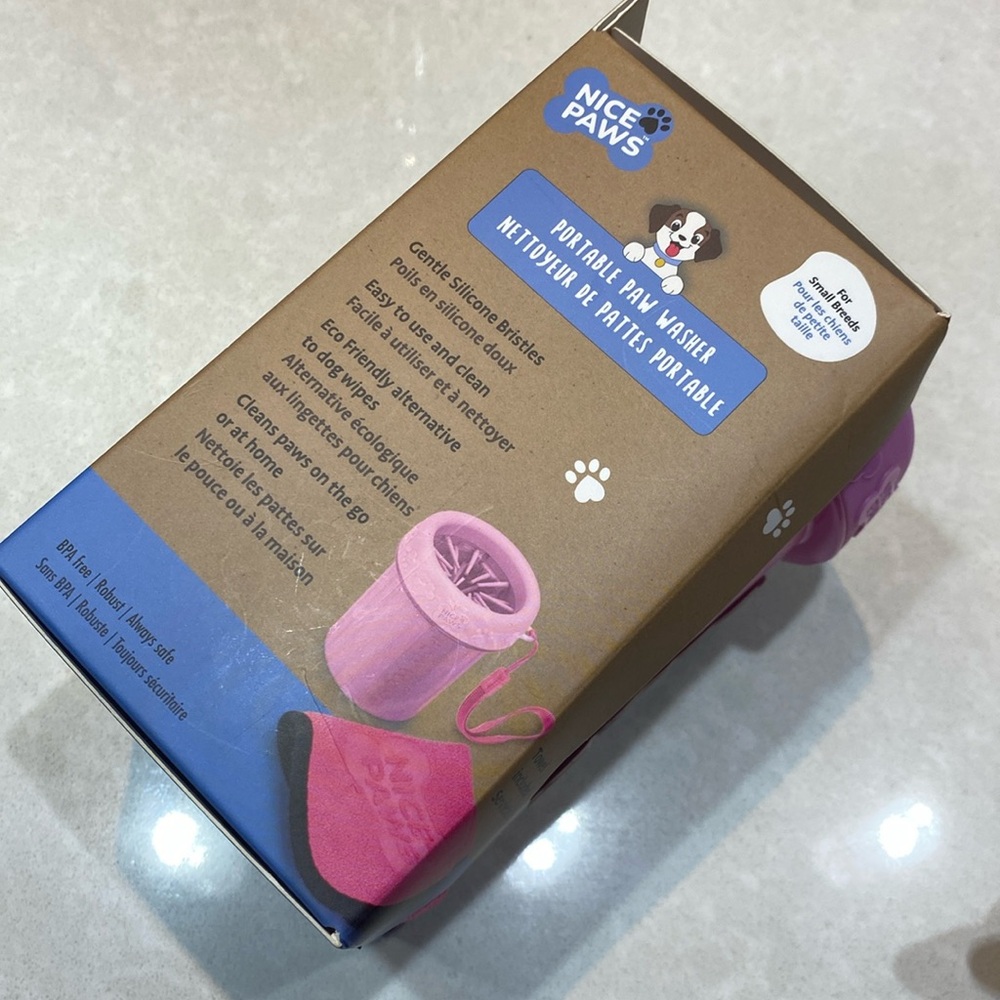 NICE
PAWS
PORTABLE PAW WASHER
NETTOYEUR DE PATTES PORTABLE
For
Small Breeds
Pour les chiens
de petite
taille
Gentle Silicone Bristles
Poils en silicone doux
Easy to use and clean
Facile à utiliser et à nettoyer
Eco Friendly alternative
to dog wipes
Alternative écologique
aux lingettes pour chiens
Cleans paws on the go
or at home
Nettoie les pattes sur
le pouce ou à la maison
BPA free | Robust | Always safe
Sans BPA | Robuste | Toujours sécuritaire
NICE
PAWS